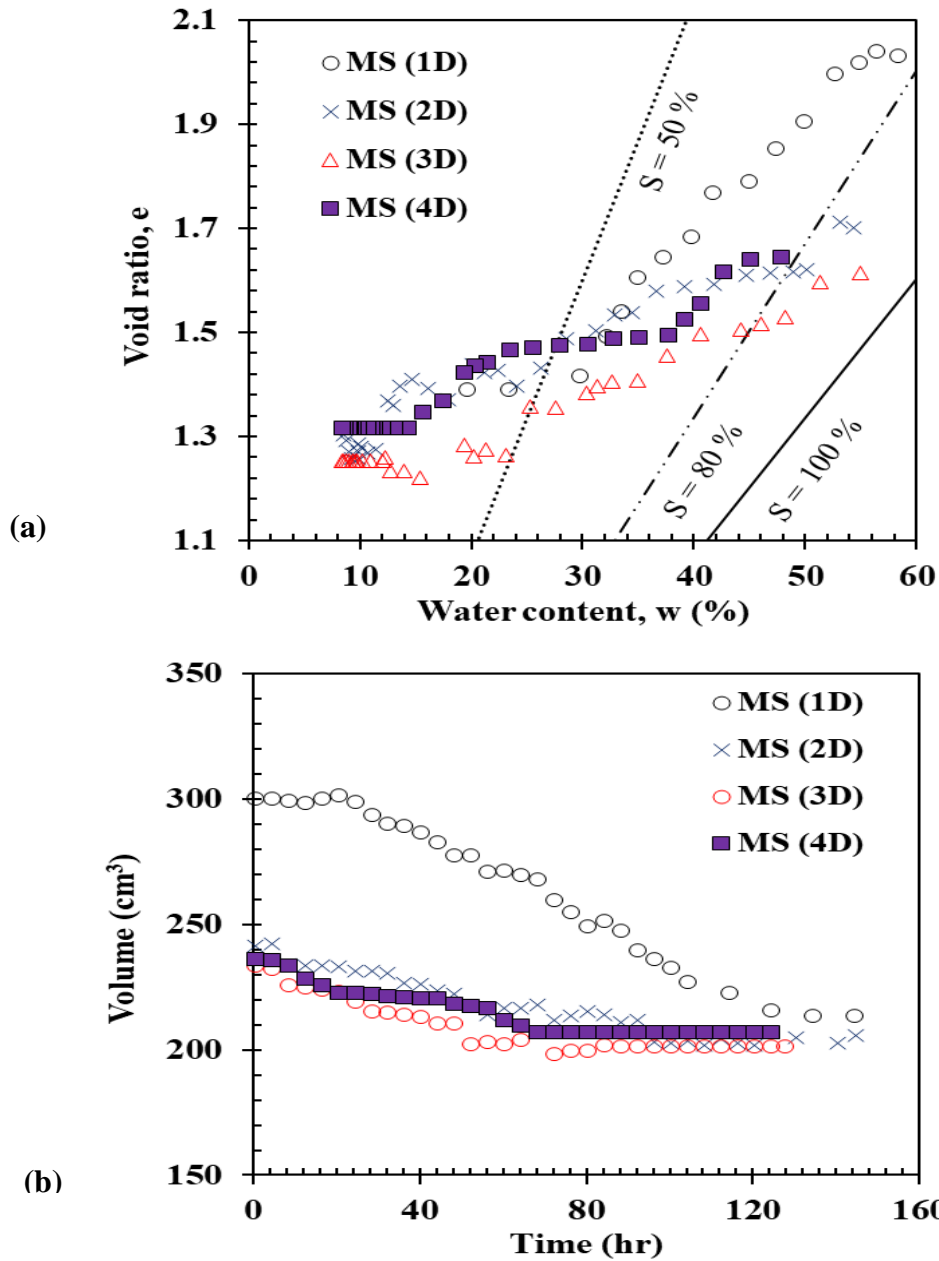 2.1
1.9
1.7
1.5
1.3
1.1
Void ratio, e
MS (1D)
MS (2D)
MS (3D)
MS (4D)
S = 50 %
S = 80 %
S = 100 %
(a)
0 10 20 30 40 50 60
Water content, w (%)
350
300
250
200
150
Volume (cm³)
MS (1D)
MS (2D)
MS (3D)
MS (4D)
(b)
0 40 80 120 160
Time (hr)